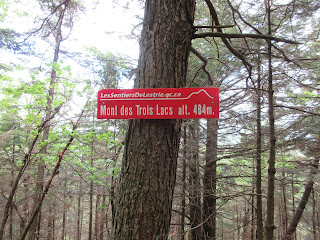 LesSentiersDeLestrie.qc.ca
Mont des Trois Lacs alt. 484m.